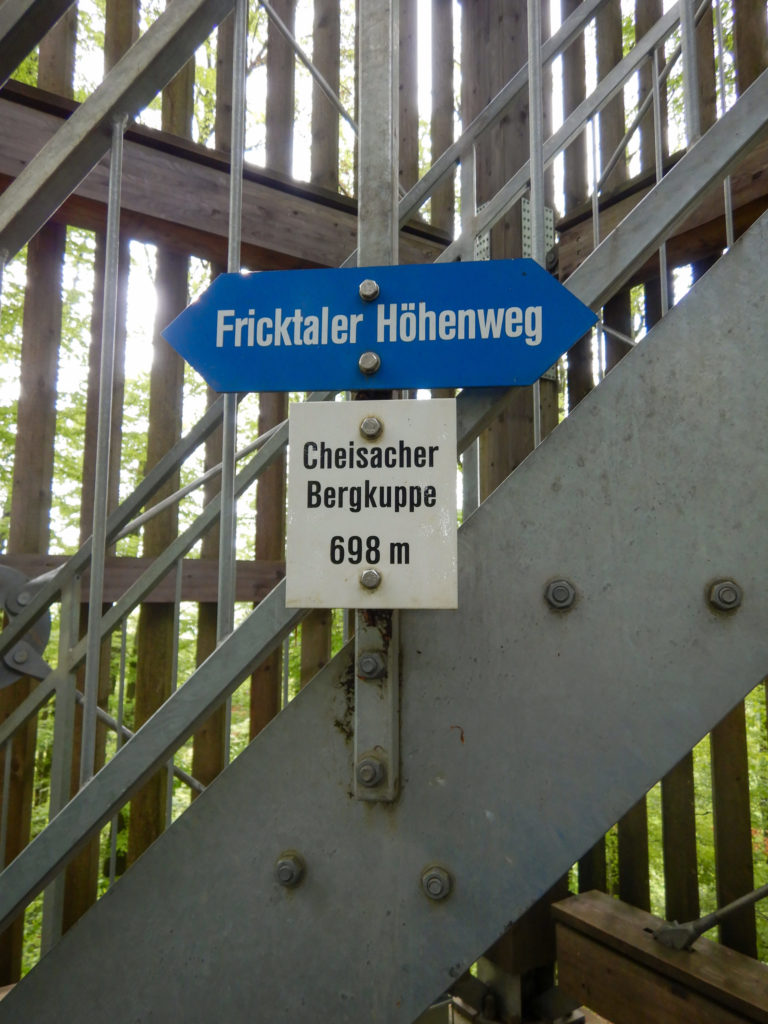 Fricktaler Höhenweg
Cheisacher
Bergkuppe
698 m